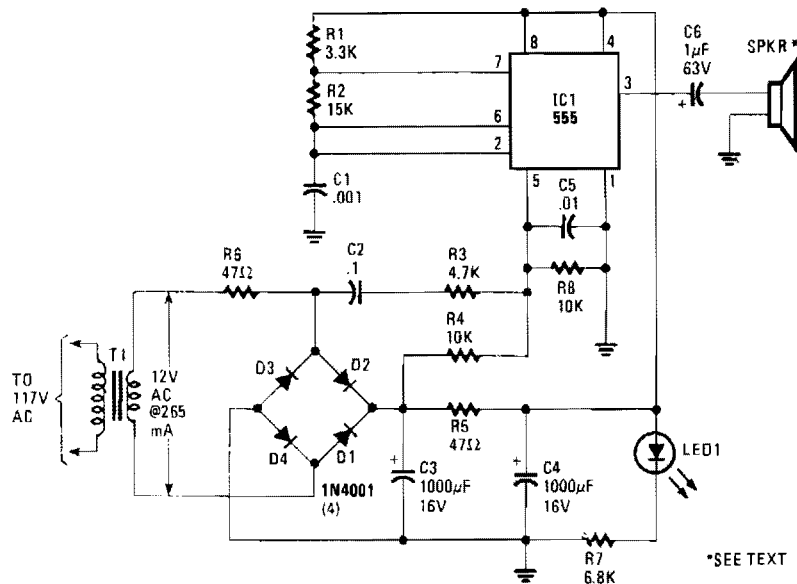 R1
3.3K
R2
15K
C1
.001
7
6
2
8
4
3
5
1
IC1
555
C6
1µF
63V
+
SPKR *
C5
.01
R8
10K
R6
47Ω
C2
.1
R3
4.7K
R4
10K
R5
47Ω
TO
117V
AC
T1
12V
AC
@265
mA
D3
D2
D4
D1
1N4001
(4)
+
C3
1000µF
16V
+
C4
1000µF
16V
LED1
R7
6.8K
*SEE TEXT